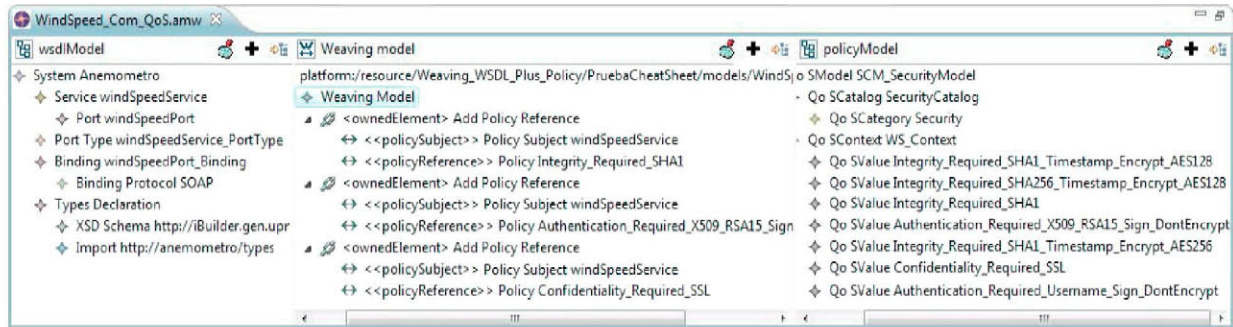 WindSpeed_Com_QoS.amw
wsdlModel
System Anemometro
Service windSpeedService
Port windSpeedPort
Port Type windSpeedService_PortType
Binding windSpeedPort_Binding
Binding Protocol SOAP
Types Declaration
XSD Schema http://iBuilder.gen.upr
Import http://anemometro/types
Weaving model
platform:/resource/Weaving_WSDL_Plus_Policy/PruebaCheatSheet/models/WindS
Weaving Model
<ownedElement> Add Policy Reference
<<policySubject>> Policy Subject windSpeedService
<<policyReference>> Policy Integrity_Required_SHA1
<ownedElement> Add Policy Reference
<<policySubject>> Policy Subject windSpeedService
<<policyReference>> Policy Authentication_Required_X509_RSA15_Sign
<ownedElement> Add Policy Reference
<<policySubject>> Policy Subject windSpeedService
<<policyReference>> Policy Confidentiality_Required_SSL
policyModel
o SModel SCM_SecurityModel
Qo SCatalog SecurityCatalog
Qo SCategory Security
Qo SContext WS_Context
Qo SValue Integrity_Required_SHA1_Timestamp_Encrypt_AES128
Qo SValue Integrity_Required_SHA256_Timestamp_Encrypt_AES128
Qo SValue Integrity_Required_SHA1
Qo SValue Authentication_Required_X509_RSA15_Sign_DontEncrypt
Qo SValue Integrity_Required_SHA1_Timestamp_Encrypt_AES256
Qo SValue Confidentiality_Required_SSL
Qo SValue Authentication_Required_Username_Sign_DontEncrypt